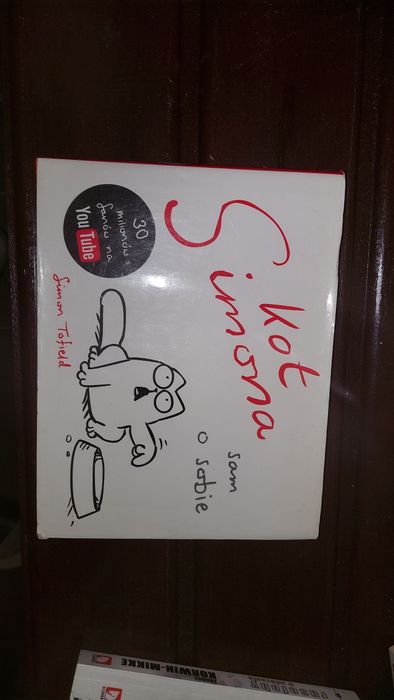 kot
Simona
sam
o sobie
30
milionów
fanów na
YouTube
Simon Tofield
KORWIN-MIKKE